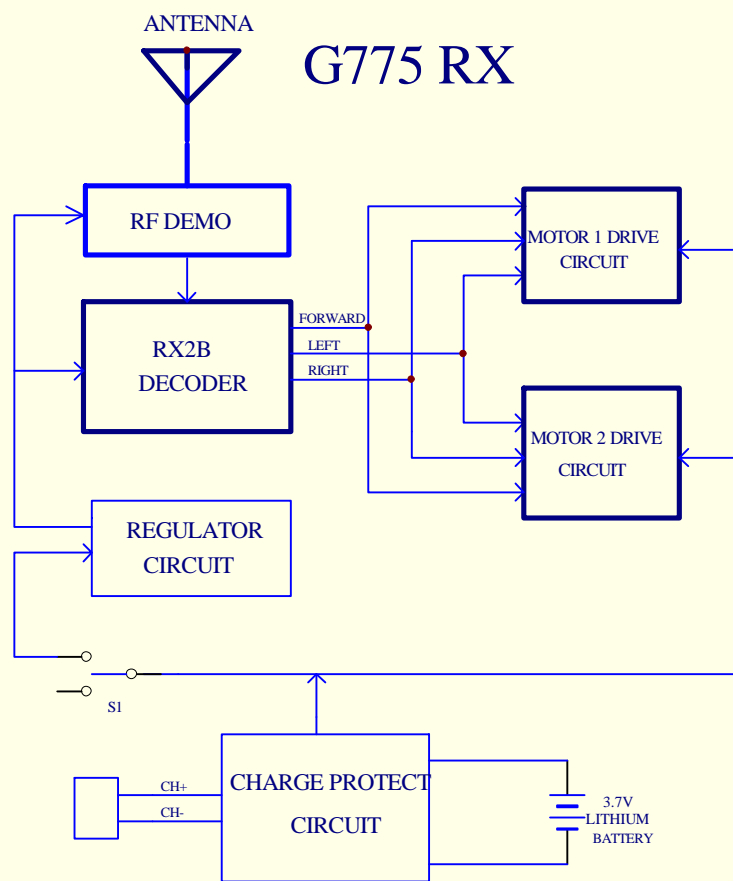 ANTENNA
G775 RX
RF DEMO
MOTOR 1 DRIVE
CIRCUIT
FORWARD
RX2B
DECODER
LEFT
RIGHT
MOTOR 2 DRIVE
CIRCUIT
REGULATOR
CIRCUIT
S1
CH+
CH-
CHARGE PROTECT
CIRCUIT
3.7V
LITHIUM
BATTERY